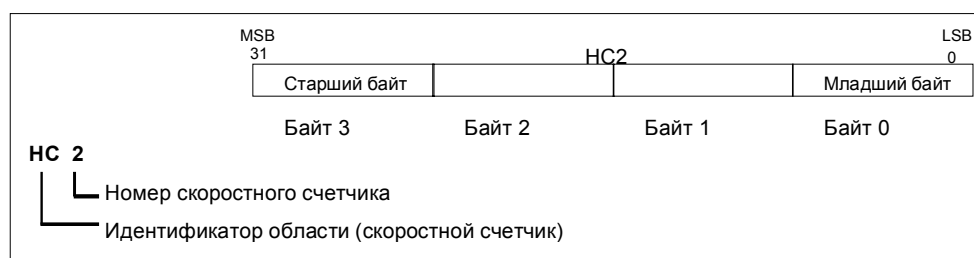 MSB LSB
31 HC2 0
Старший байт Младший байт
Байт 3 Байт 2 Байт 1 Байт 0
HC 2
Номер скоростного счетчика
Идентификатор области (скоростной счетчик)